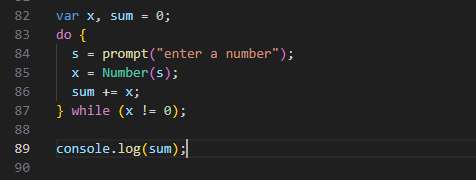 82 var x, sum = 0;
83 do {
84   s = prompt("enter a number");
85   x = Number(s);
86   sum += x;
87 } while (x != 0);
88
89 console.log(sum);
90